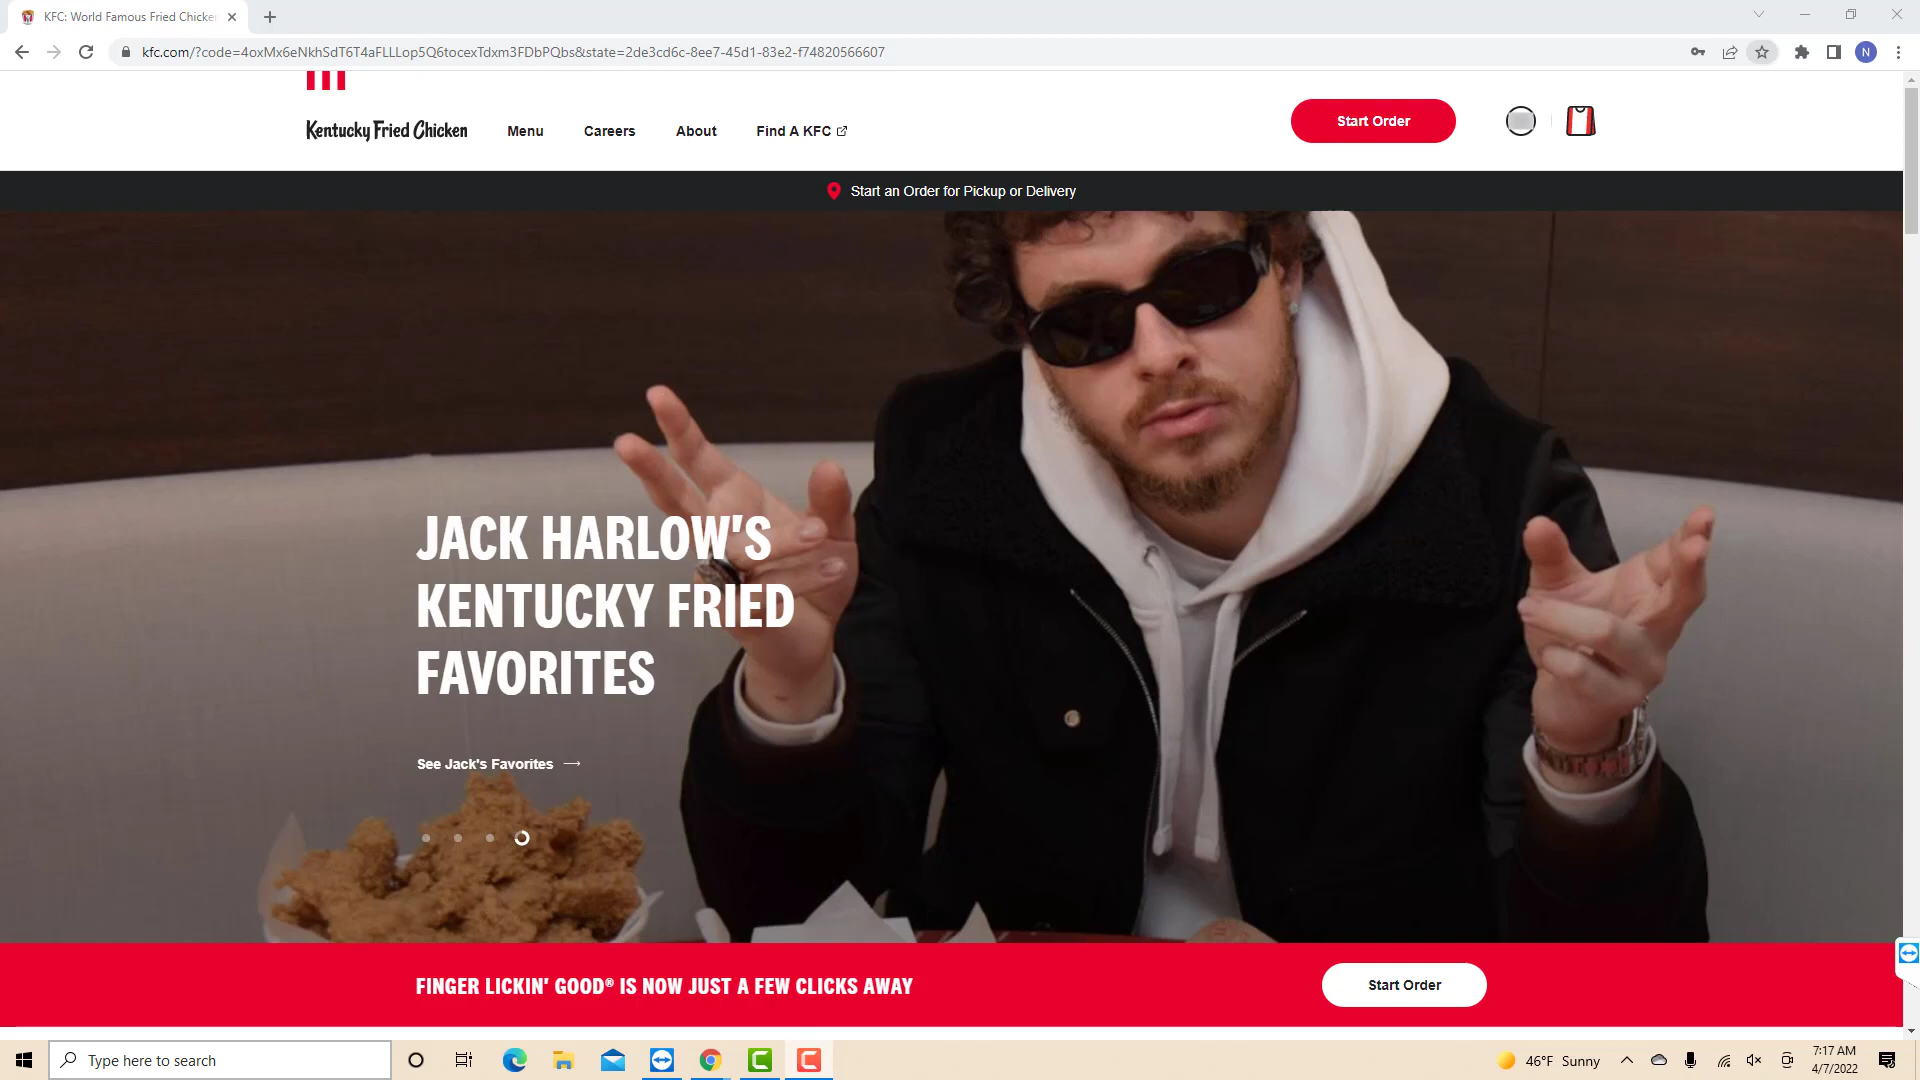 KFC: World Famous Fried Chicke
kfc.com/?code=4oxMx6eNkhSdT6T4aFLLLop5Q6tocexTdxm3FDbPQbs&state=2de3cd6c-8ee7-45d1-83e2-f74820566607
N
Kentucky Fried Chicken
Menu
Careers
About
Find A KFC
Start Order
Start an Order for Pickup or Delivery
JACK HARLOW'S
KENTUCKY FRIED
FAVORITES
See Jack's Favorites
FINGER LICKIN' GOOD® IS NOW JUST A FEW CLICKS AWAY
Start Order
Type here to search
46°F Sunny
7:17 AM
4/7/2022